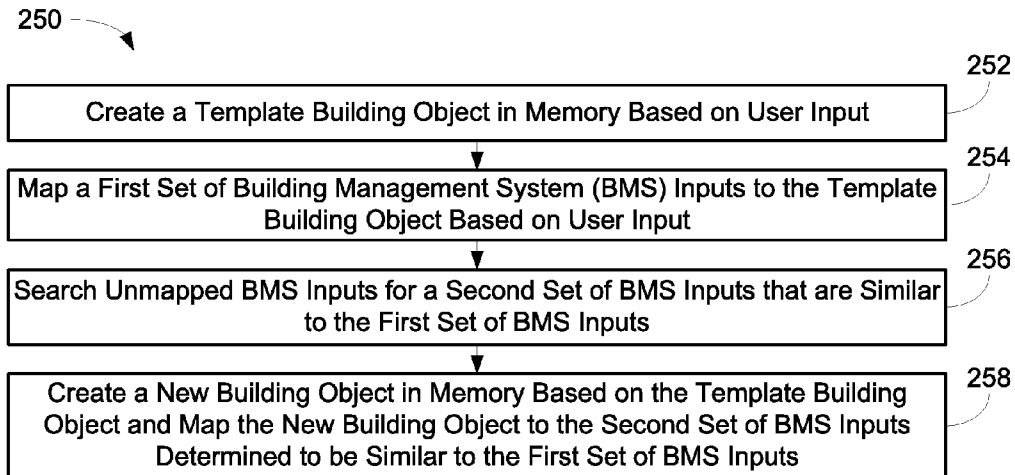 250
252
Create a Template Building Object in Memory Based on User Input
254
Map a First Set of Building Management System (BMS) Inputs to the Template
Building Object Based on User Input
256
Search Unmapped BMS Inputs for a Second Set of BMS Inputs that are Similar
to the First Set of BMS Inputs
258
Create a New Building Object in Memory Based on the Template Building
Object and Map the New Building Object to the Second Set of BMS Inputs
Determined to be Similar to the First Set of BMS Inputs